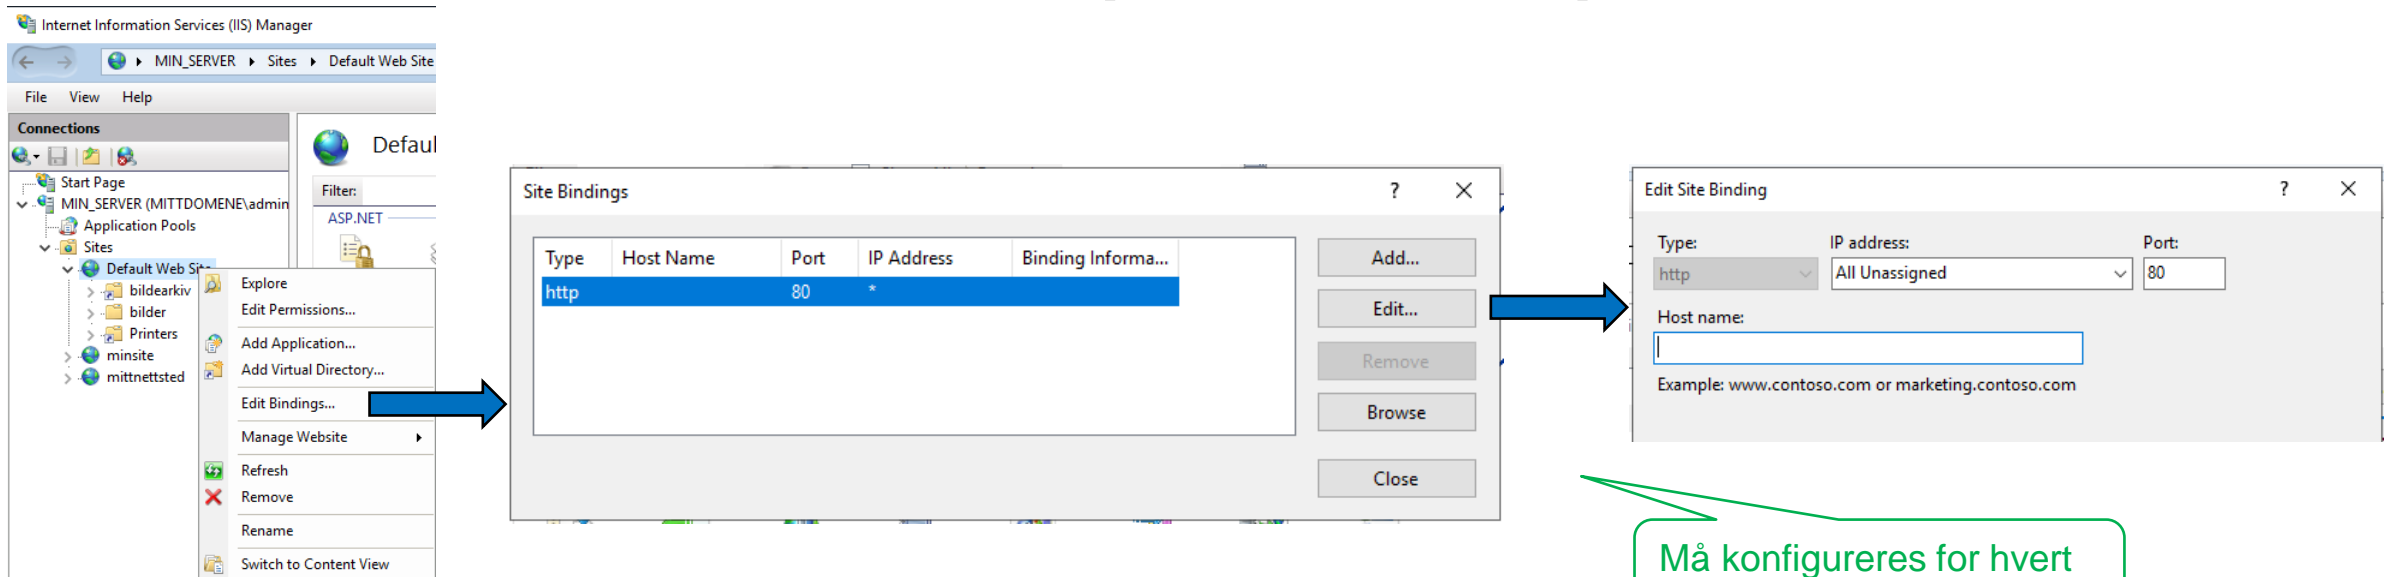 Internet Information Services (IIS) Manager
MIN_SERVER Sites Default Web Site
File View Help
Connections
Start Page
MIN_SERVER (MITTDOMENE\admin
Application Pools
Sites
Default Web Site
bildearkiv
bilder
Printers
minsite
mittnettsted
Defaul
Filter:
ASP.NET
Explore
Edit Permissions...
Add Application...
Add Virtual Directory...
Edit Bindings...
Manage Website
Refresh
Remove
Rename
Switch to Content View
Site Bindings
Type Host Name Port IP Address Binding Informa...
http 80 *
Add...
Edit...
Remove
Browse
Close
Edit Site Binding
Type: IP address: Port:
http All Unassigned 80
Host name:
Example: www.contoso.com or marketing.contoso.com
Må konfigureres for hvert